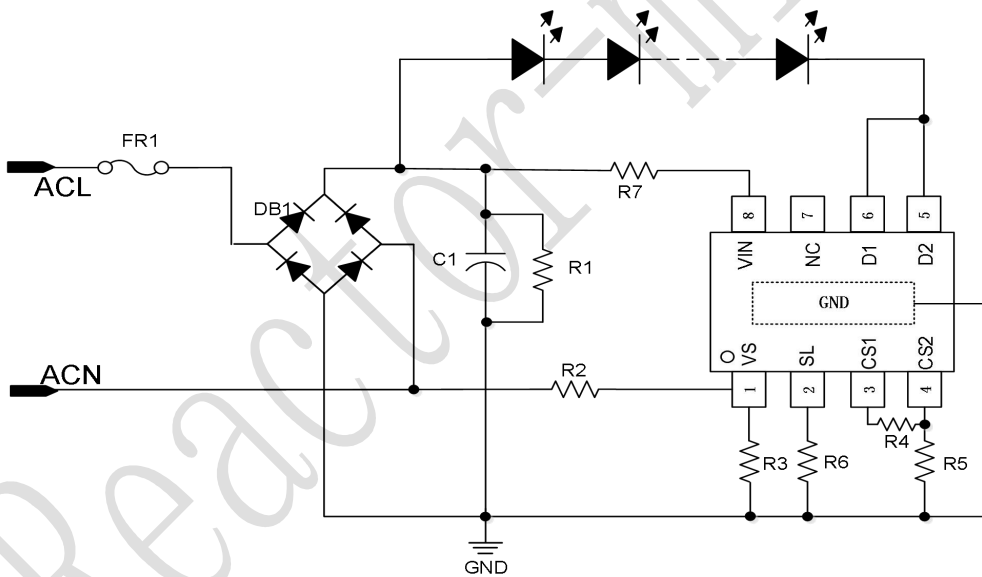 FR1
ACL
DB1
C1
R1
ACN
R2
R7
8
7
6
5
VIN
NC
D1
D2
GND
VS
SL
CS1
CS2
1
2
3
4
R4
R3
R6
R5
GND
Reactor-m